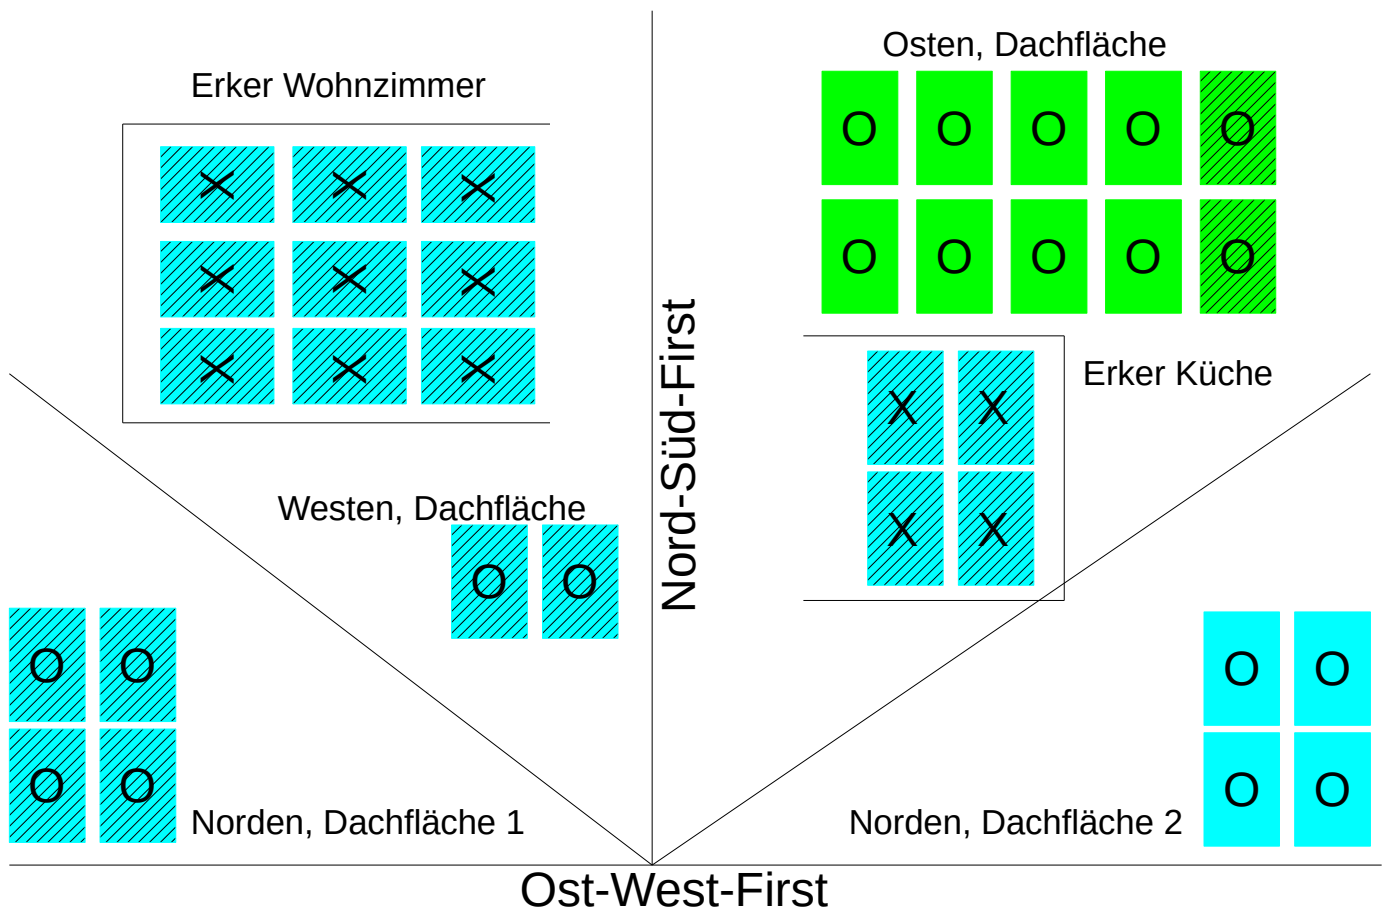 Osten, Dachfläche
Erker Wohnzimmer
O O O O O
X X X
O O O O O
X X X
X X X
Erker Küche
X X
X X
Nord-Süd-First
Westen, Dachfläche
O O
O O
O O
Norden, Dachfläche 1
O O
O O
Norden, Dachfläche 2
Ost-West-First